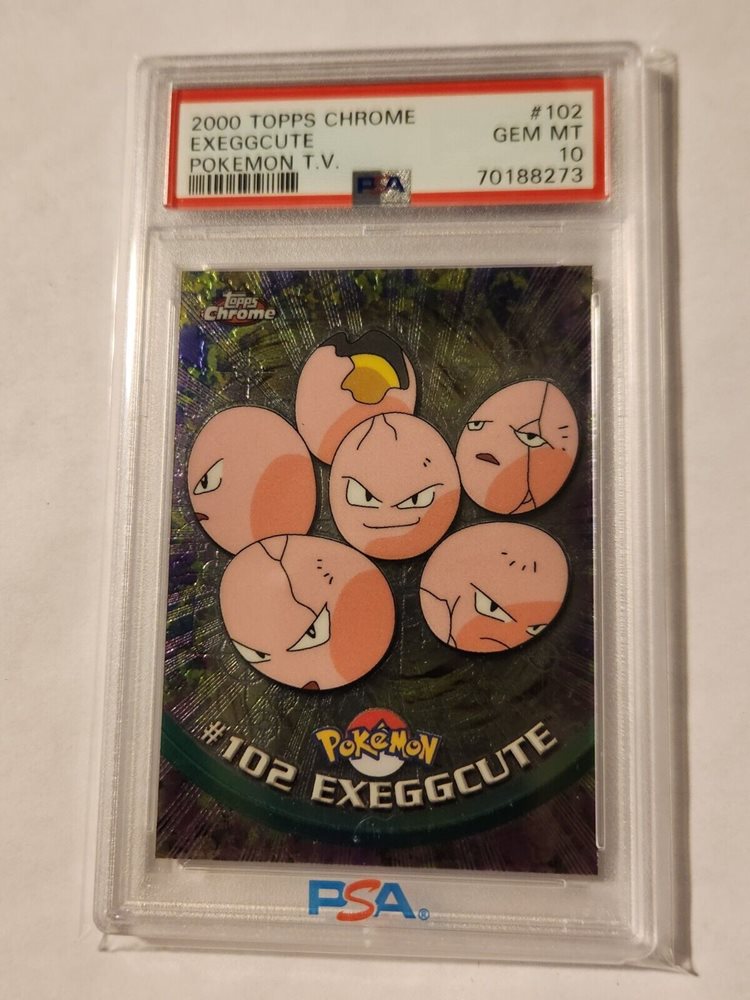 2000 TOPPS CHROME #102
EXEGGCUTE GEM MT
POKEMON T.V. 10
PSA 70188273
Topps
Chrome
POKéMON
#102 EXEGGCUTE
PSA®